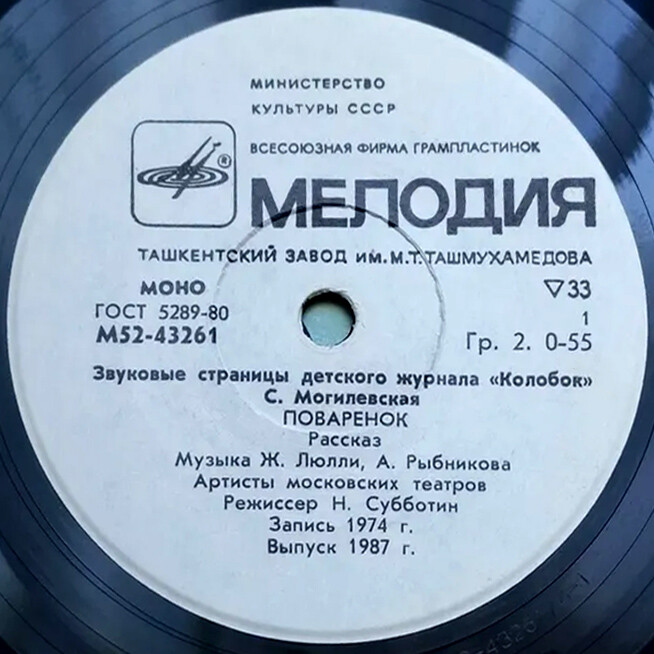 МИНИСТЕРСТВО
КУЛЬТУРЫ СССР
ВСЕСОЮЗНАЯ ФИРМА ГРАМПЛАСТИНОК
®
МЕЛОДИЯ
ТАШКЕНТСКИЙ ЗАВОД ИМ. М.Т.ТАШМУХАМЕДОВА
МОНО
▽33
ГОСТ 5289-80
1
М52-43261
Гр. 2. 0-55
Звуковые страницы детского журнала «Колобок»
С. Могилевская
ПОВАРЕНОК
Рассказ
Музыка Ж. Люлли, А. Рыбникова
Артисты московских театров
Режиссер Н. Субботин
Запись 1974 г.
Выпуск 1987 г.